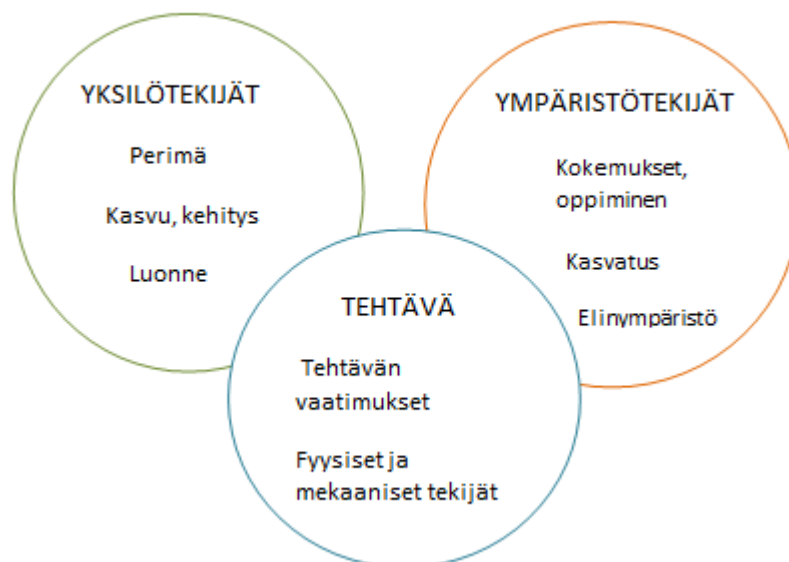 YKSILÖTEKIJÄT
Perimä
Kasvu, kehitys
Luonne
YMPÄRISTÖTEKIJÄT
Kokemukset,
oppiminen
Kasvatus
Elinympäristö
TEHTÄVÄ
Tehtävän
vaatimukset
Fyysiset ja
mekaaniset tekijät